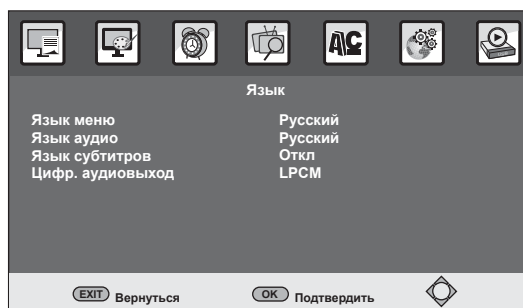 A\Ç
Язык
Язык меню Русский
Язык аудио Русский
Язык субтитров Откл
Цифр. аудиовыход LPCM
EXIT Вернуться OK Подтвердить